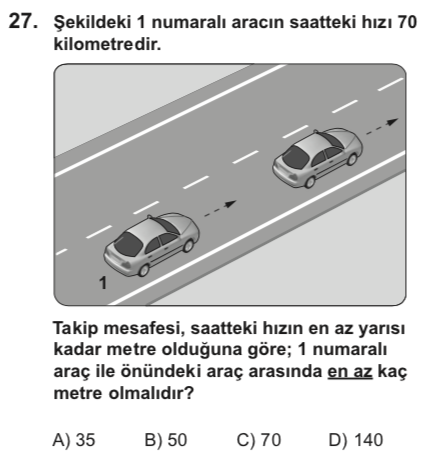 27. Şekildeki 1 numaralı aracın saatteki hızı 70
kilometredir.
1
Takip mesafesi, saatteki hızın en az yarısı
kadar metre olduğuna göre; 1 numaralı
araç ile önündeki araç arasında en az kaç
metre olmalıdır?
A) 35 B) 50 C) 70 D) 140